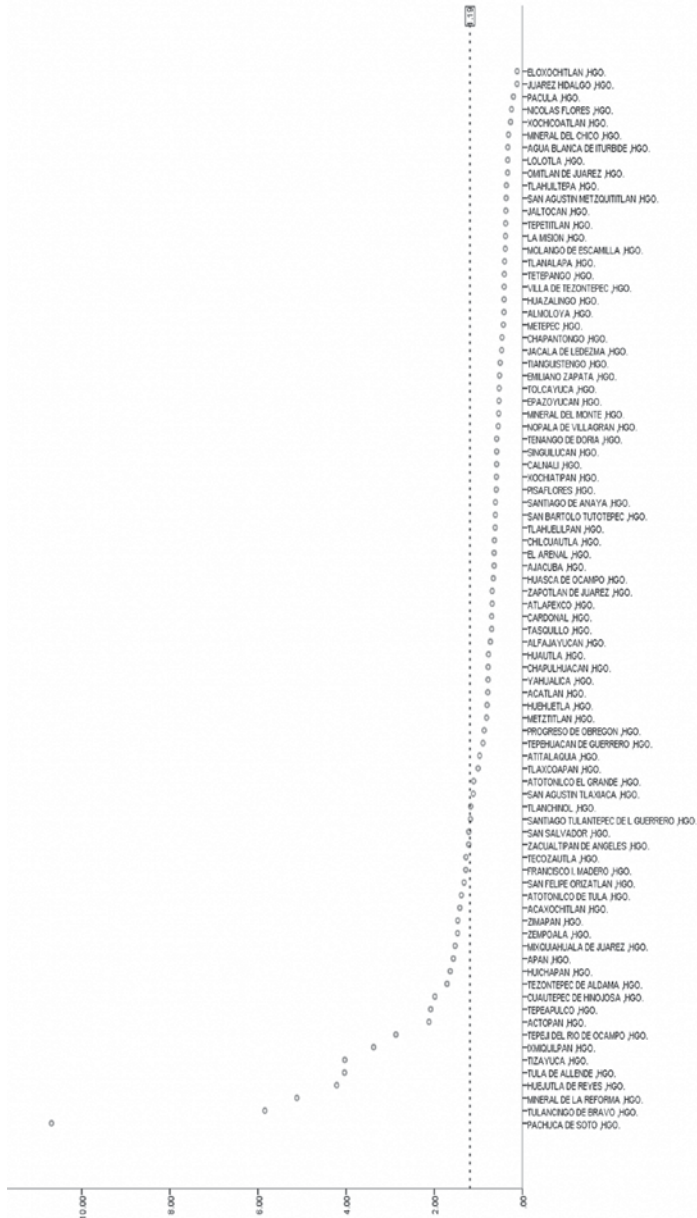 1.19
ELOXOCHITLAN ,HGO.
JUAREZ HIDALGO ,HGO.
PACULA ,HGO.
NICOLAS FLORES ,HGO.
XOCHICOATLAN ,HGO.
MINERAL DEL CHICO ,HGO.
AGUA BLANCA DE ITURBIDE ,HGO.
LOLOTLA ,HGO.
OMITLAN DE JUAREZ ,HGO.
TLAHUILTEPA ,HGO.
SAN AGUSTIN METZQUITITLAN ,HGO.
JALTOCAN ,HGO.
TEPETITLAN ,HGO.
LA MISION ,HGO.
MOLANGO DE ESCAMILLA ,HGO.
TLANALAPA ,HGO.
TETEPANGO ,HGO.
VILLA DE TEZONTEPEC ,HGO.
HUAZALINGO ,HGO.
ALMOLOYA ,HGO.
METEPEC ,HGO.
CHAPANTONGO ,HGO.
JACALA DE LEDEZMA ,HGO.
TIANGUISTENGO ,HGO.
EMILIANO ZAPATA ,HGO.
TOLCAYUCA ,HGO.
EPAZOYUCAN ,HGO.
MINERAL DEL MONTE ,HGO.
NOPALA DE VILLAGRAN ,HGO.
TENANGO DE DORIA ,HGO.
SINGUILUCAN ,HGO.
CALNALI ,HGO.
XOCHIATIPAN ,HGO.
PISAFLORES ,HGO.
SANTIAGO DE ANAYA ,HGO.
SAN BARTOLO TUTOTEPEC ,HGO.
TLAHUELILPAN ,HGO.
CHILCUAUTLA ,HGO.
EL ARENAL ,HGO.
AJACUBA ,HGO.
HUASCA DE OCAMPO ,HGO.
ZAPOTLAN DE JUAREZ ,HGO.
ATLAPEXCO ,HGO.
CARDONAL ,HGO.
TASQUILLO ,HGO.
ALFAJAYUCAN ,HGO.
HUAUTLA ,HGO.
CHAPULHUACAN ,HGO.
YAHUALICA ,HGO.
ACATLAN ,HGO.
HUEHUETLA ,HGO.
METZTITLAN ,HGO.
PROGRESO DE OBREGON ,HGO.
TEPEHUACAN DE GUERRERO ,HGO.
ATITALAQUIA ,HGO.
TLAXCOAPAN ,HGO.
ATOTONILCO EL GRANDE ,HGO.
SAN AGUSTIN TLAXIACA ,HGO.
TLANCHINOL ,HGO.
SANTIAGO TULANTEPEC DE L GUERRERO ,HGO.
SAN SALVADOR ,HGO.
ZACUALTIPAN DE ANGELES ,HGO.
TECOZAUTLA ,HGO.
FRANCISCO I. MADERO ,HGO.
SAN FELIPE ORIZATLAN ,HGO.
ATOTONILCO DE TULA ,HGO.
ACAXOCHITLAN ,HGO.
ZIMAPAN ,HGO.
ZEMPOALA ,HGO.
MIXQUIAHUALA DE JUAREZ ,HGO.
APAN ,HGO.
HUICHAPAN ,HGO.
TEZONTEPEC DE ALDAMA ,HGO.
CUAUTEPEC DE HINOJOSA ,HGO.
TEPEAPULCO ,HGO.
ACTOPAN ,HGO.
TEPEJI DEL RIO DE OCAMPO ,HGO.
IXMIQUILPAN ,HGO.
TIZAYUCA ,HGO.
TULA DE ALLENDE ,HGO.
HUEJUTLA DE REYES ,HGO.
MINERAL DE LA REFORMA ,HGO.
TULANCINGO DE BRAVO ,HGO.
PACHUCA DE SOTO ,HGO.
10.00
8.00
6.00
4.00
2.00
.00